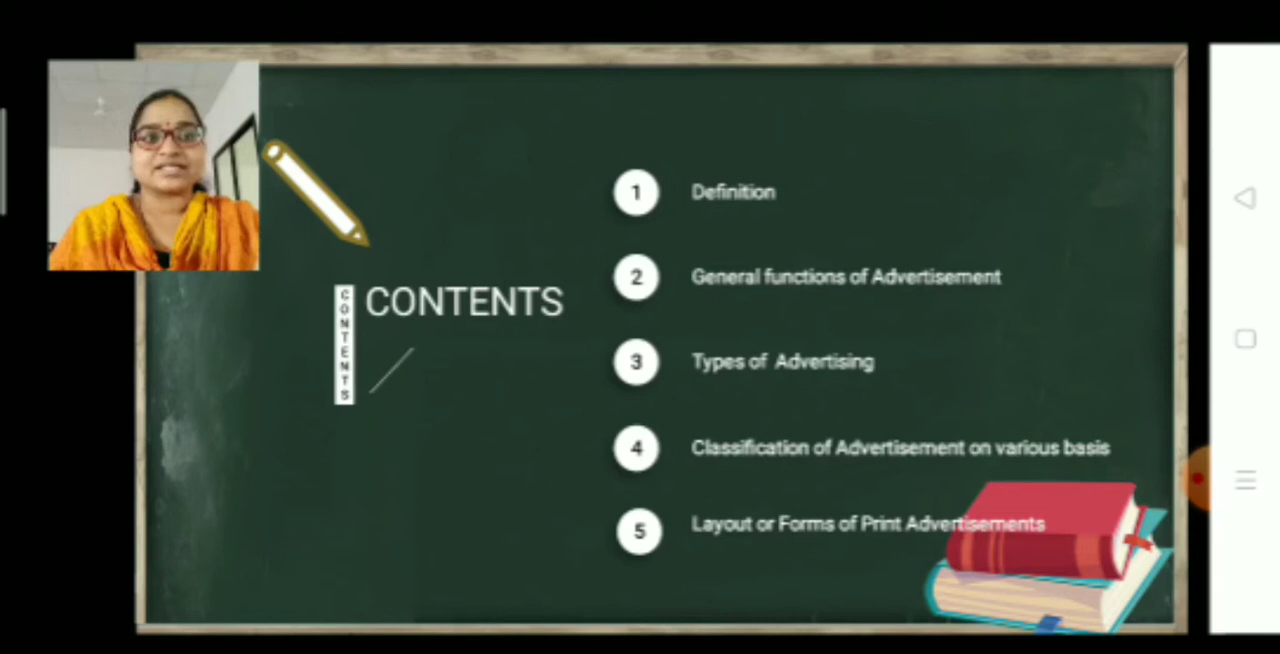 CONTENTS
CONTENTS
1 Definition
2 General functions of Advertisement
3 Types of Advertising
4 Classification of Advertisement on various basis
5 Layout or Forms of Print Advertisements